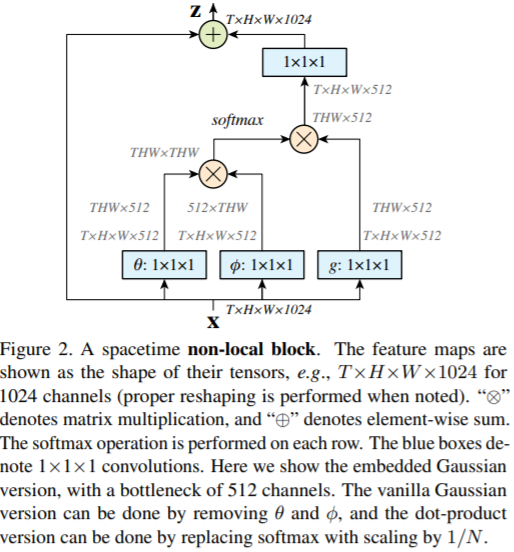 z T×H×W×1024
1×1×1
T×H×W×512
softmax THW×512
THW×THW
THW×512 512×THW THW×512
T×H×W×512 T×H×W×512 T×H×W×512
θ: 1×1×1 ϕ: 1×1×1 g: 1×1×1
T×H×W×1024
x
Figure 2. A spacetime non-local block. The feature maps are
shown as the shape of their tensors, e.g., T×H×W×1024 for
1024 channels (proper reshaping is performed when noted). “⊗”
denotes matrix multiplication, and “⊕” denotes element-wise sum.
The softmax operation is performed on each row. The blue boxes de-
note 1×1×1 convolutions. Here we show the embedded Gaussian
version, with a bottleneck of 512 channels. The vanilla Gaussian
version can be done by removing θ and ϕ, and the dot-product
version can be done by replacing softmax with scaling by 1/N.